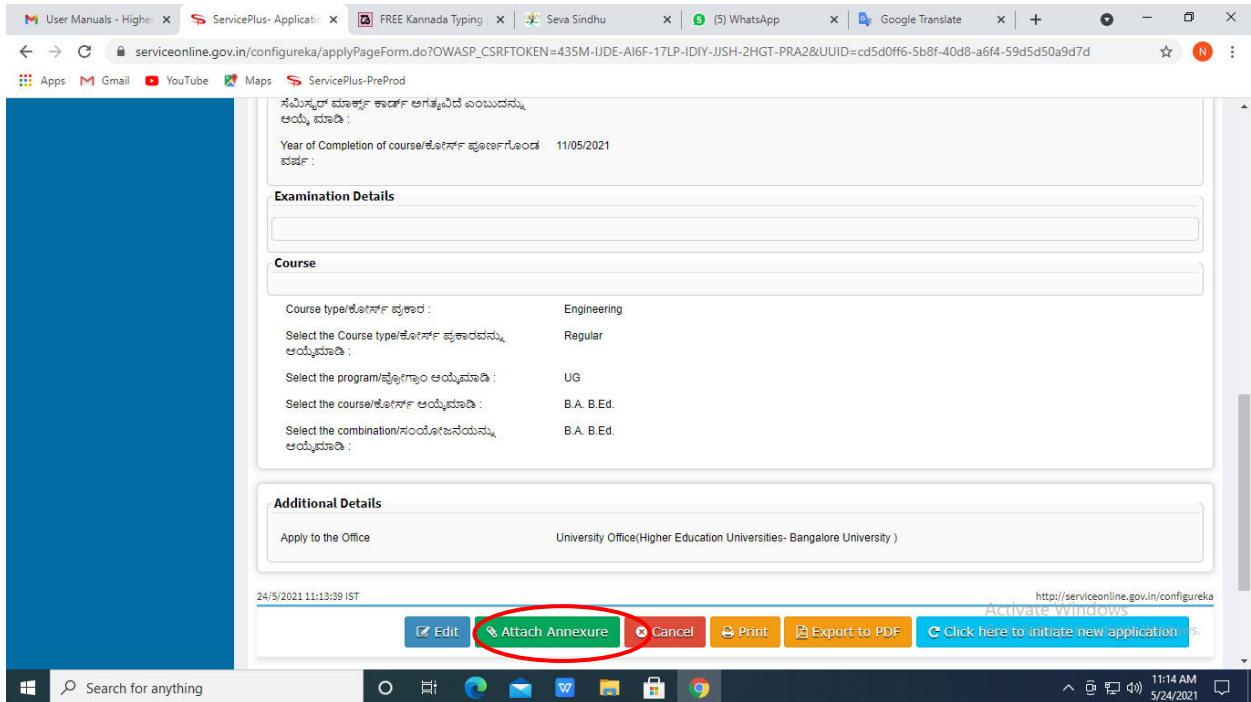 User Manuals - Higher
ServicePlus- Applicatio
FREE Kannada Typing
Seva Sindhu
(5) WhatsApp
Google Translate
N
serviceonline.gov.in/configureka/applyPageForm.do?OWASP_CSRFTOKEN=435M-IJDE-AI6F-17LP-IDIY-JJSH-2HGT-PRA2&UUID=cd5d0ff6-5b8f-40d8-a6f4-59d5d50a9d7d
Apps Gmail YouTube Maps ServicePlus-PreProd
ಸೆಮಿಸ್ಟರ್ ಮಾರ್ಕ್ಸ್ ಕಾರ್ಡ್ ಅಗತ್ಯವಿದೆ ಎಂಬುದನ್ನು
ಆಯ್ಕೆ ಮಾಡಿ :
Year of Completion of course/ಕೋರ್ಸ್ ಪೂರ್ಣಗೊಂಡ 11/05/2021
ವರ್ಷ :
Examination Details
Course
Course type/ಕೋರ್ಸ್ ಪ್ರಕಾರ : Engineering
Select the Course type/ಕೋರ್ಸ್ ಪ್ರಕಾರವನ್ನು Regular
ಆಯ್ಕೆಮಾಡಿ :
Select the program/ಪ್ರೋಗ್ರಾಂ ಆಯ್ಕೆಮಾಡಿ : UG
Select the course/ಕೋರ್ಸ್ ಆಯ್ಕೆಮಾಡಿ : B.A. B.Ed.
Select the combination/ಸಂಯೋಜನೆಯನ್ನು B.A. B.Ed.
ಆಯ್ಕೆಮಾಡಿ :
Additional Details
Apply to the Office University Office(Higher Education Universities- Bangalore University )
24/5/2021 11:13:39 IST http://serviceonline.gov.in/configureka
Activate Windows
Edit Attach Annexure Cancel Print Export to PDF Click here to initiate new application
Search for anything
11:14 AM
5/24/2021